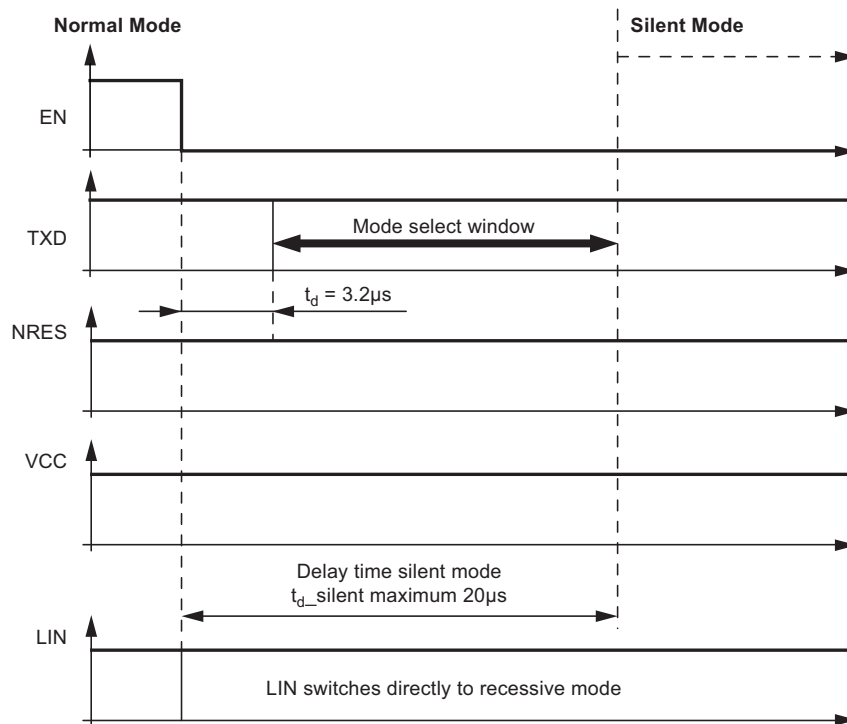 Normal Mode
Silent Mode
EN
TXD
Mode select window
t_d = 3.2µs
NRES
VCC
Delay time silent mode
t_d_silent maximum 20µs
LIN
LIN switches directly to recessive mode